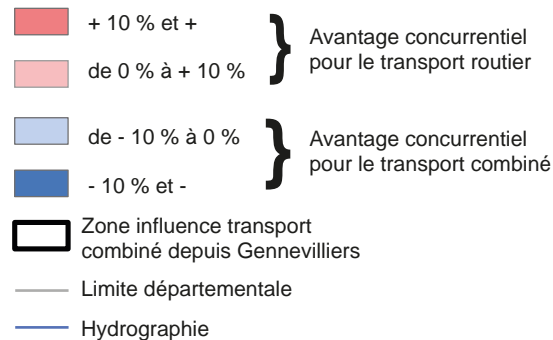 + 10 % et +
de 0 % à + 10 %
Avantage concurrentiel
pour le transport routier
de - 10 % à 0 %
- 10 % et -
Avantage concurrentiel
pour le transport combiné
Zone influence transport
combiné depuis Gennevilliers
Limite départementale
Hydrographie